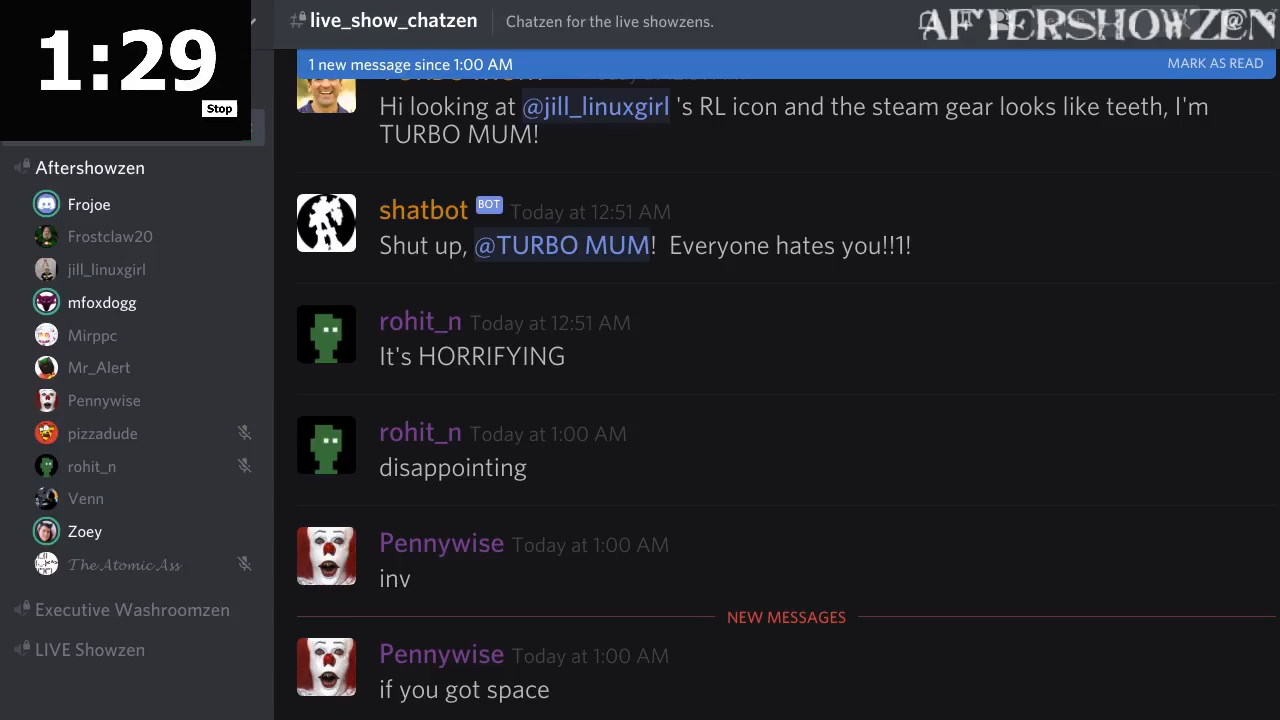 1:29
Stop
live_show_chatzen
Chatzen for the live showzens.
AFTERSHOWZEN
1 new message since 1:00 AM
MARK AS READ
Hi looking at @jill_linuxgirl 's RL icon and the steam gear looks like teeth, I'm
TURBO MUM!
shatbot BOT Today at 12:51 AM
Shut up, @TURBO MUM! Everyone hates you!!1!
rohit_n Today at 12:51 AM
It's HORRIFYING
rohit_n Today at 1:00 AM
disappointing
Pennywise Today at 1:00 AM
inv
NEW MESSAGES
Pennywise Today at 1:00 AM
if you got space
Aftershowzen
Frojoe
Frostclaw20
jill_linuxgirl
mfoxdogg
Mirppc
Mr_Alert
Pennywise
pizzadude
rohit_n
Venn
Zoey
The Atomic Ass
Executive Washroomzen
LIVE Showzen